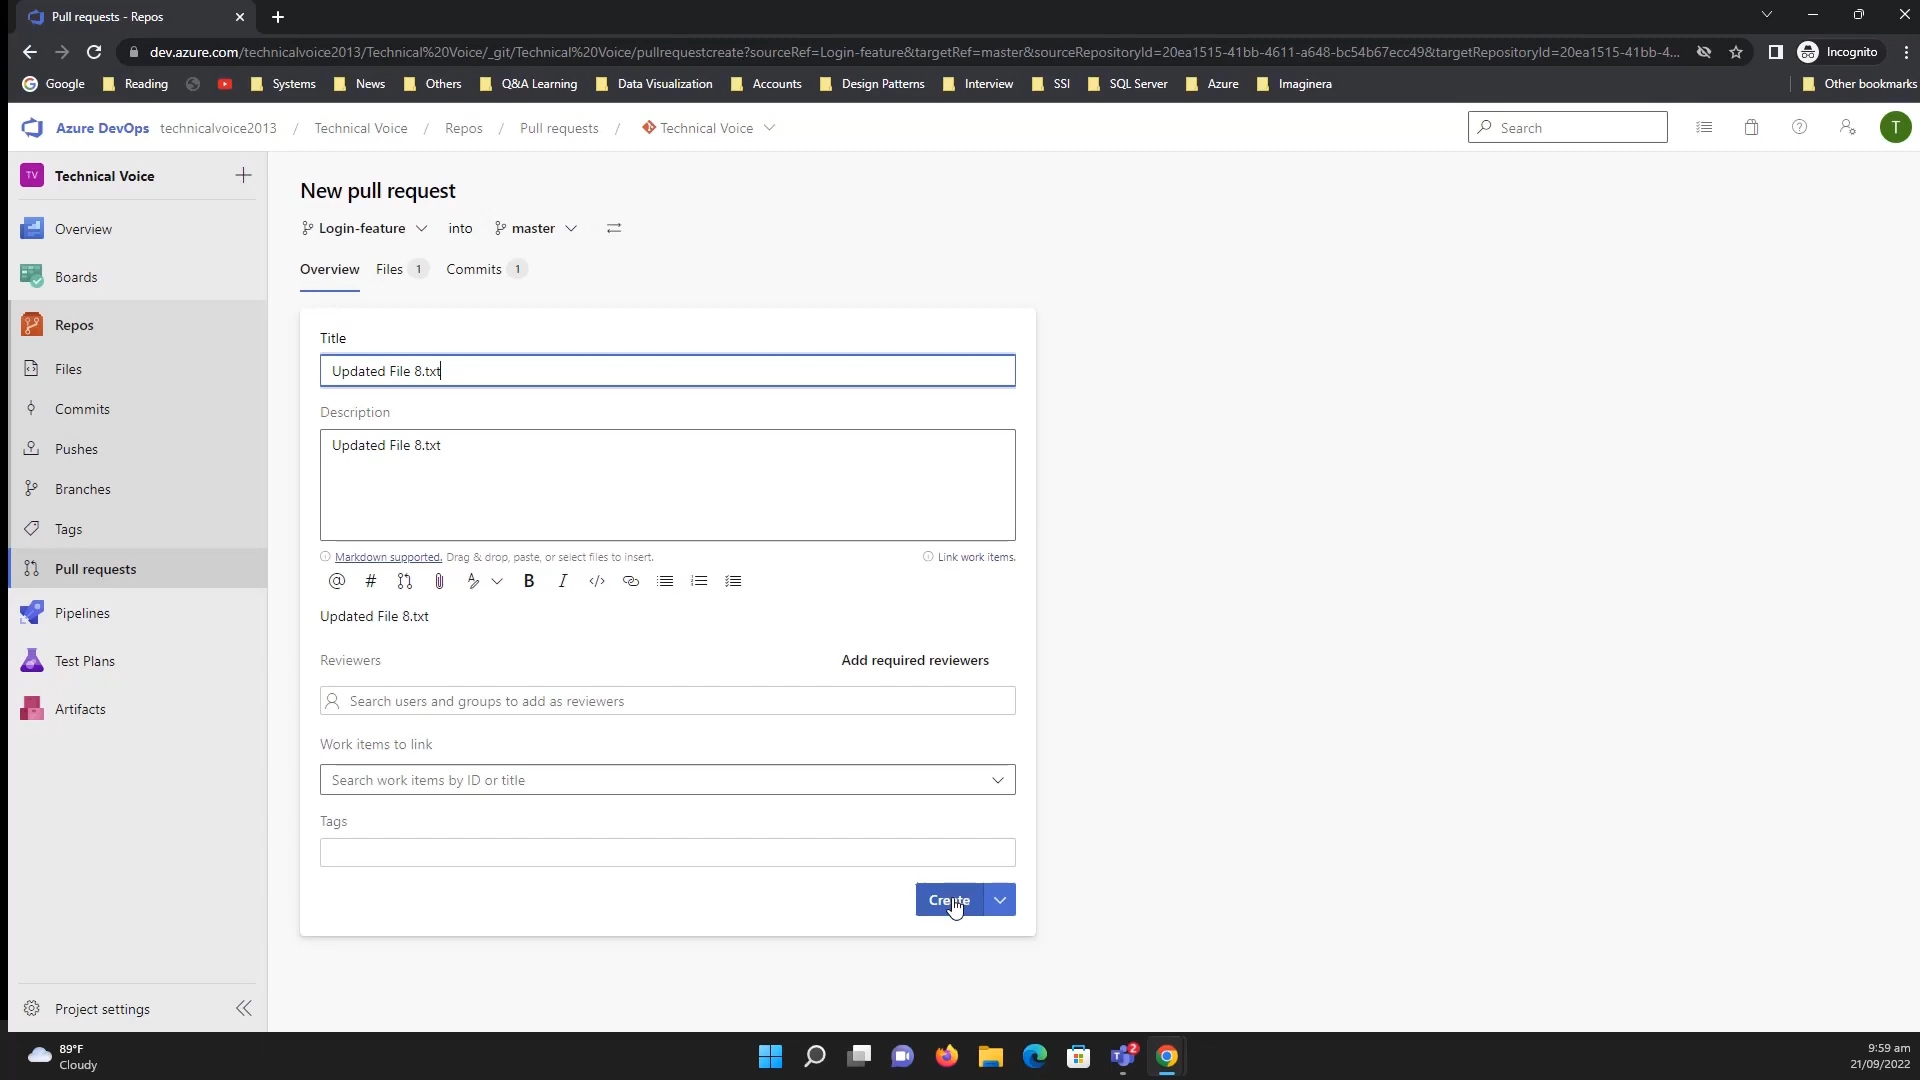 Pull requests - Repos
dev.azure.com/technicalvoice2013/Technical%20Voice/_git/Technical%20Voice/pullrequestcreate?sourceRef=Login-feature&targetRef=master&sourceRepositoryId=20ea1515-41bb-4611-a648-bc54b67ecc49&targetRepositoryId=20ea1515-41bb-4...
Incognito
Google Reading Systems News Others Q&A Learning Data Visualization Accounts Design Patterns Interview SSI SQL Server Azure Imaginera Other bookmarks
Azure DevOps technicalvoice2013 / Technical Voice / Repos / Pull requests / Technical Voice
Search
T
TV Technical Voice
Overview
Boards
Repos
Files
Commits
Pushes
Branches
Tags
Pull requests
Pipelines
Test Plans
Artifacts
Project settings
New pull request
Login-feature into master
Overview Files 1 Commits 1
Title
Updated File 8.txt
Description
Updated File 8.txt
Markdown supported. Drag & drop, paste, or select files to insert. Link work items.
@ # B I </>
Updated File 8.txt
Reviewers Add required reviewers
Search users and groups to add as reviewers
Work items to link
Search work items by ID or title
Tags
Create
89°F
Cloudy
2
9:59 am
21/09/2022